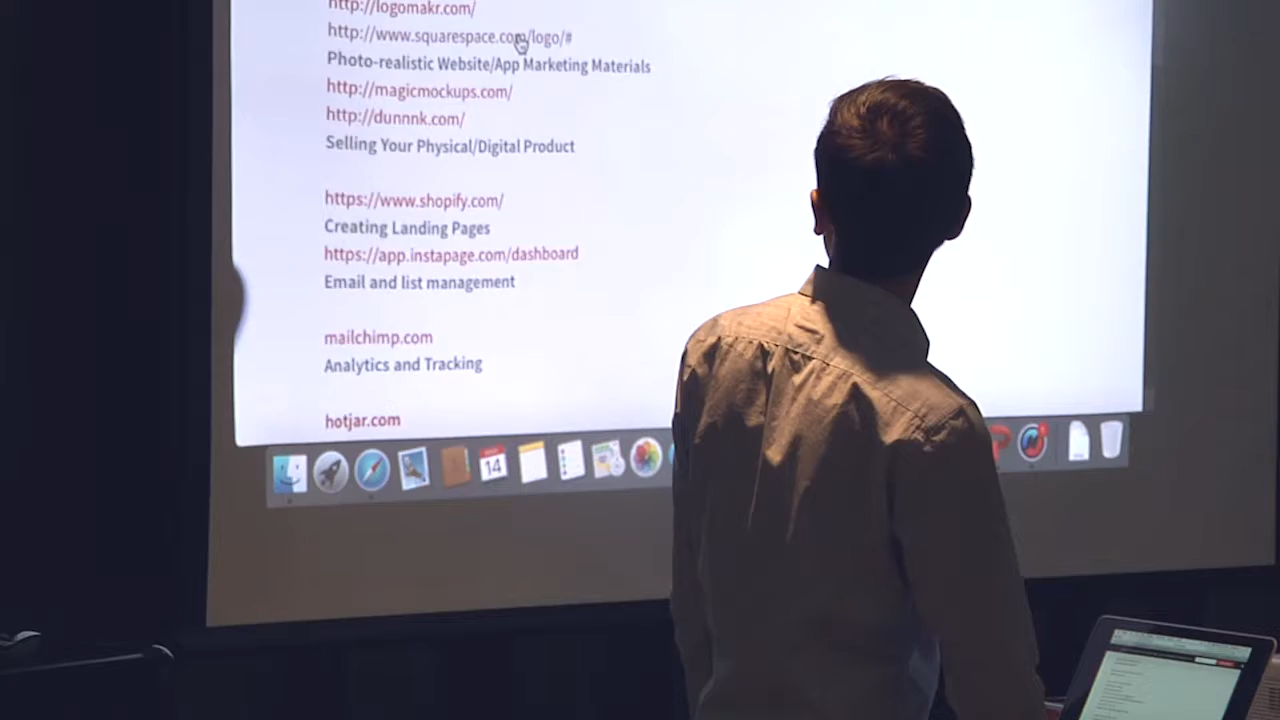 http://logomakr.com/
http://www.squarespace.com/logo/#
Photo-realistic Website/App Marketing Materials
http://magicmockups.com/
http://dunnnk.com/
Selling Your Physical/Digital Product
https://www.shopify.com/
Creating Landing Pages
https://app.instapage.com/dashboard
Email and list management
mailchimp.com
Analytics and Tracking
hotjar.com
14